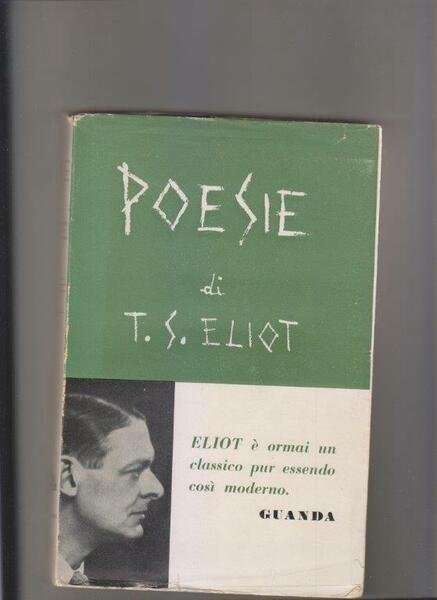 POESIE
di
T. S. ELIOT
ELIOT è ormai un
classico pur essendo
così moderno.
GUANDA